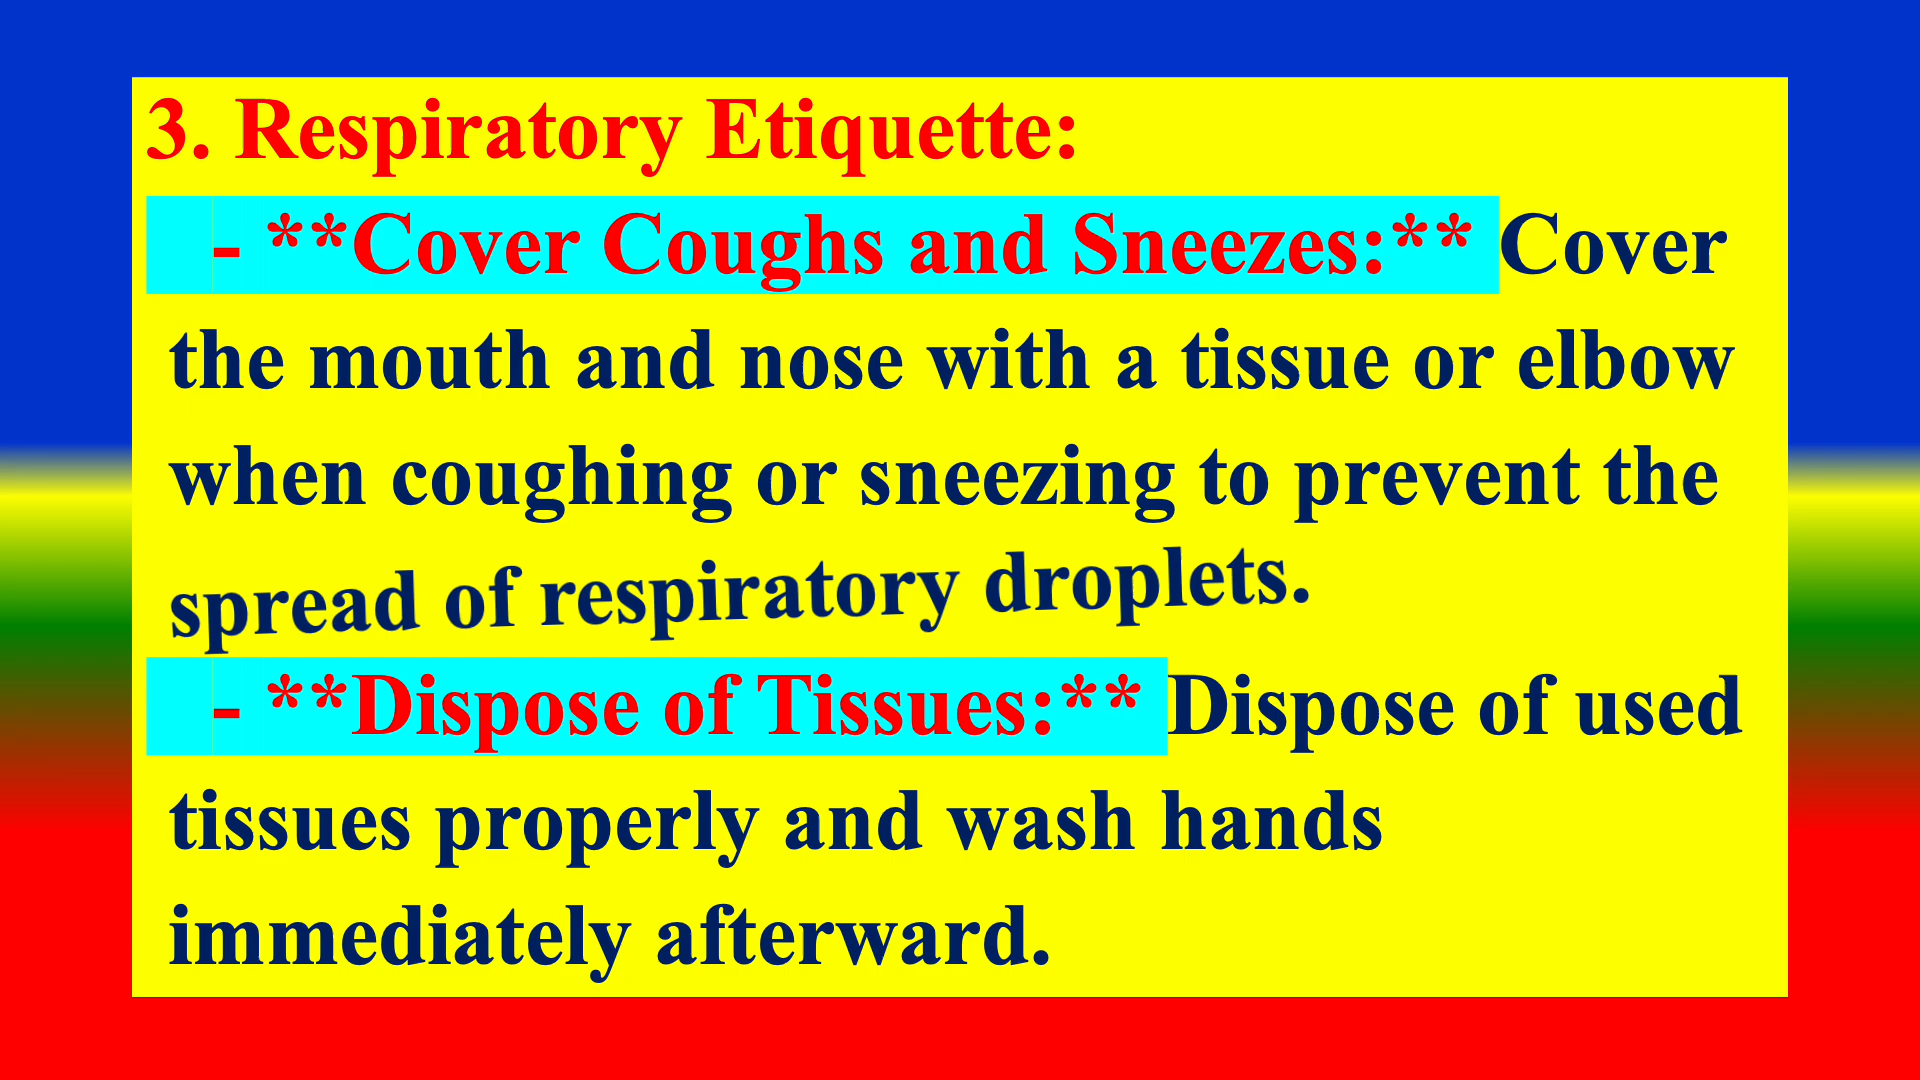 3. Respiratory Etiquette:
- **Cover Coughs and Sneezes:** Cover
the mouth and nose with a tissue or elbow
when coughing or sneezing to prevent the
spread of respiratory droplets.
- **Dispose of Tissues:** Dispose of used
tissues properly and wash hands
immediately afterward.